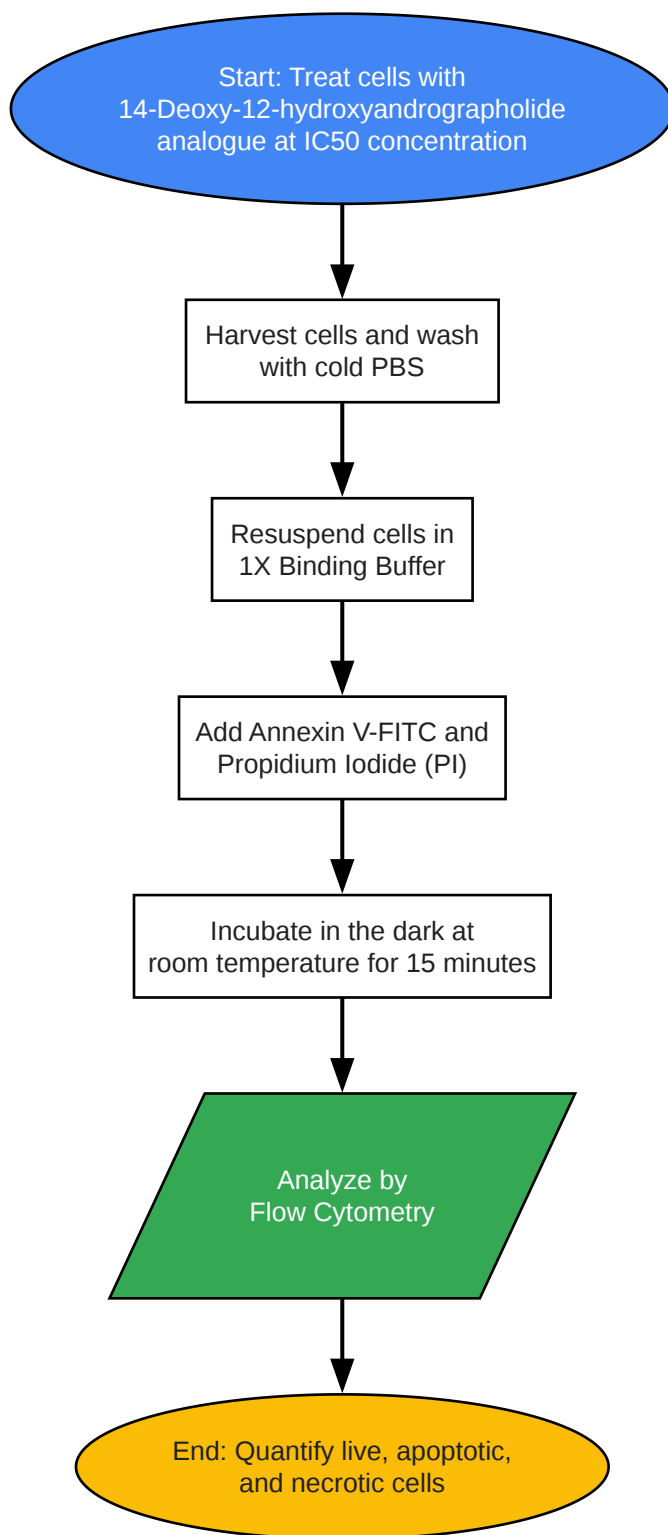 Start: Treat cells with
14-Deoxy-12-hydroxyandrographolide
analogue at IC50 concentration
Harvest cells and wash
with cold PBS
Resuspend cells in
1X Binding Buffer
Add Annexin V-FITC and
Propidium Iodide (PI)
Incubate in the dark at
room temperature for 15 minutes
Analyze by
Flow Cytometry
End: Quantify live, apoptotic,
and necrotic cells